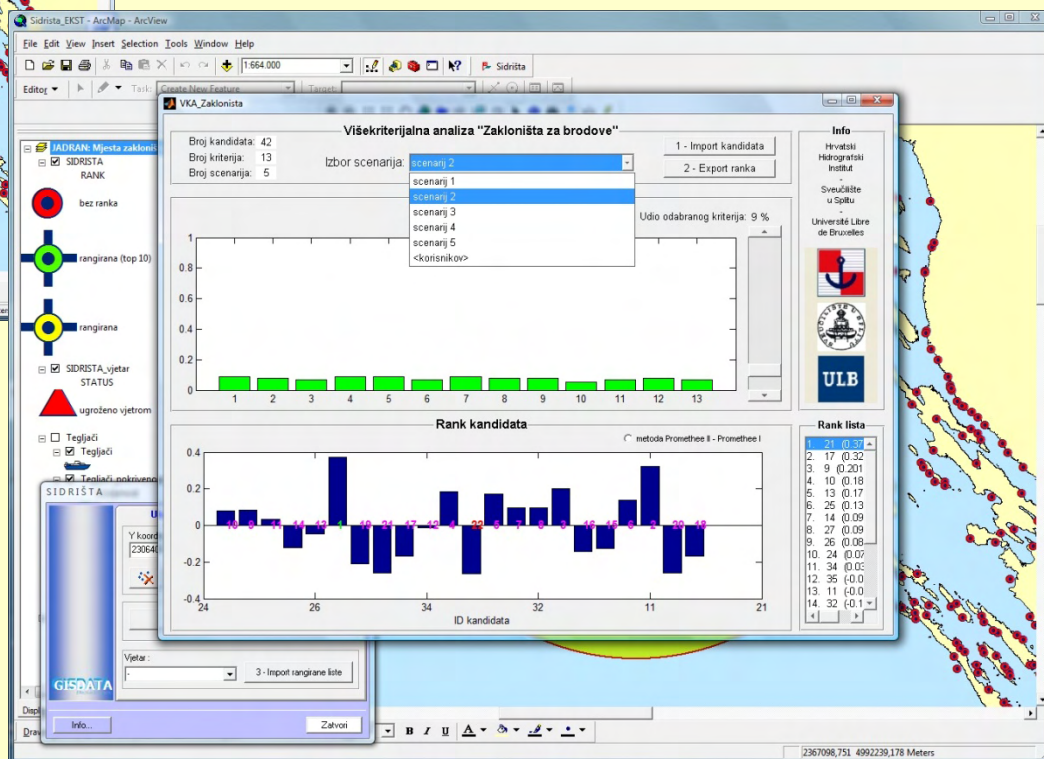 Sidrista_EKST - ArcMap - ArcView
File Edit View Insert Selection Tools Window Help
1:664.000
Sidrišta
Editor Task: Create New Feature Target:
JADRAN: Mjesta zakloništa
SIDRISTA
RANK
bez ranka
rangirana (top 10)
rangirana
SIDRISTA_vjetar
STATUS
ugroženo vjetrom
Tegljači
Tegljači
VKA_Zaklonista
Višekriterijalna analiza "Zakloništa za brodove"
Broj kandidata: 42
Broj kriterija: 13
Broj scenarija: 5
Izbor scenarija: scenarij 2
scenarij 1
scenarij 2
scenarij 3
scenarij 4
scenarij 5
<korisnikov>
1 - Import kandidata
2 - Export ranka
Udio odabranog kriterija: 9 %
1
0.8
0.6
0.4
0.2
0
1 2 3 4 5 6 7 8 9 10 11 12 13
Rank kandidata
metoda Promethee II - Promethee I
0.4
0.2
0
-0.2
-0.4
24 26 34 32 11 21
ID kandidata
Info
Hrvatski
Hidrografski
Institut
-
Sveučilište
u Splitu
-
Université Libre
de Bruxelles
ULB
Rank lista
1. 21 (0.37
2. 17 (0.32
3. 9 (0.201
4. 10 (0.18
5. 13 (0.17
6. 25 (0.13
7. 14 (0.09
8. 27 (0.09
9. 26 (0.08
10. 24 (0.07
11. 34 (0.03
12. 35 (-0.0
13. 11 (-0.0
14. 32 (-0.1
SIDRIŠTA
Y koord
230640
Vjetar :
-
3 - Import rangirane liste
GISDATA
Info...
Zatvori
B I U A
2367098,751 4992239,178 Meters